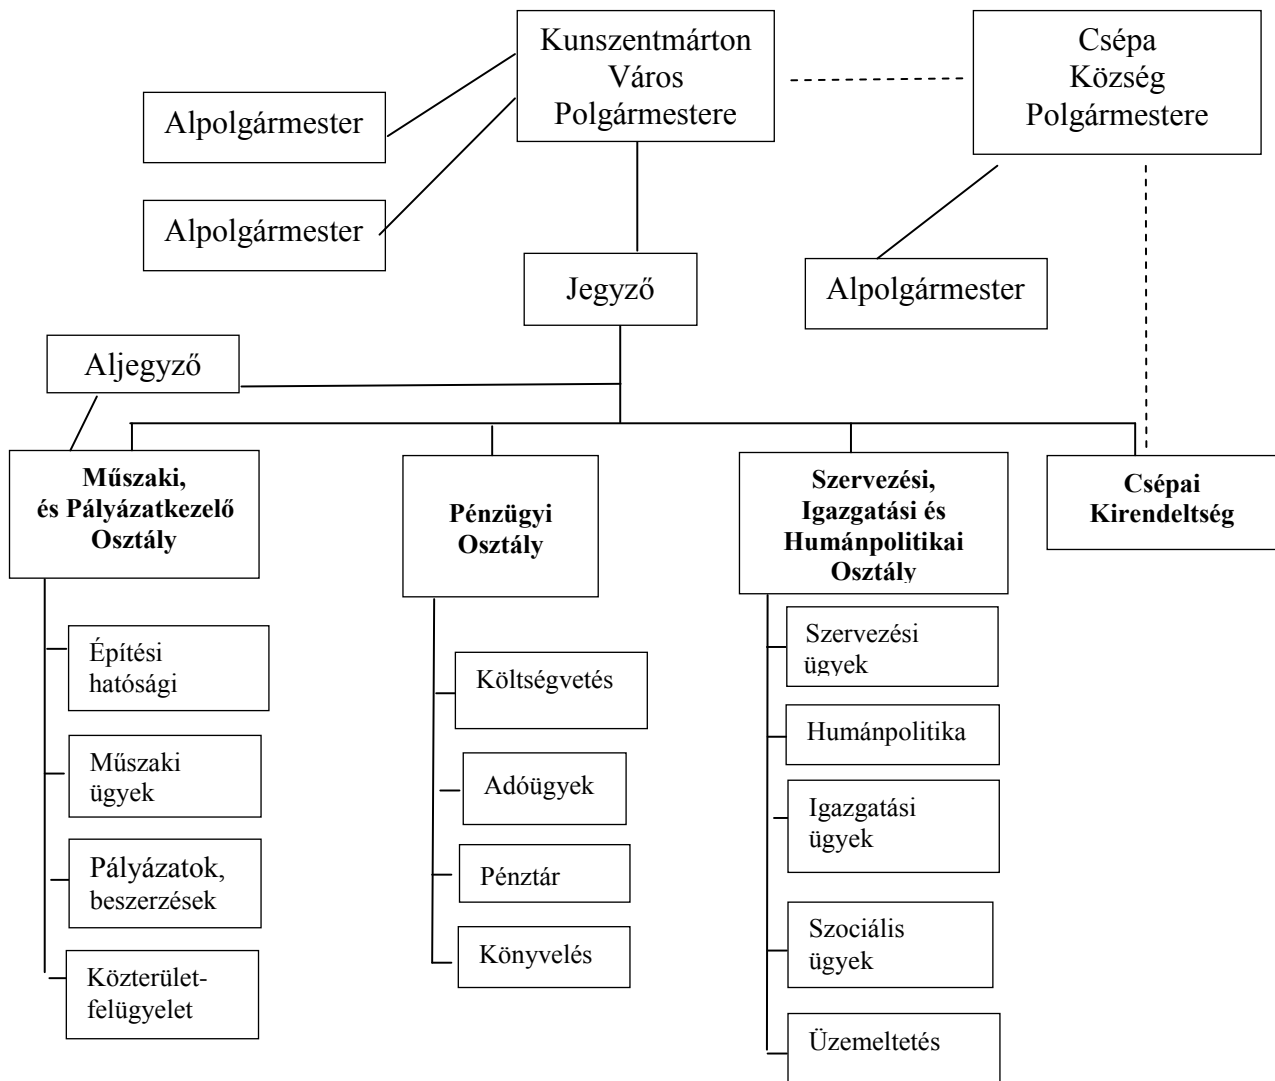 Kunszentmárton
Város
Polgármestere
Csépa
Község
Polgármestere
Alpolgármester
Alpolgármester
Jegyző
Alpolgármester
Aljegyző
Műszaki,
és Pályázatkezelő
Osztály
Pénzügyi
Osztály
Szervezési,
Igazgatási és
Humánpolitikai
Osztály
Csépai
Kirendeltség
Építési
hatósági
Műszaki
ügyek
Pályázatok,
beszerzések
Közterület-
felügyelet
Költségvetés
Adóügyek
Pénztár
Könyvelés
Szervezési
ügyek
Humánpolitika
Igazgatási
ügyek
Szociális
ügyek
Üzemeltetés